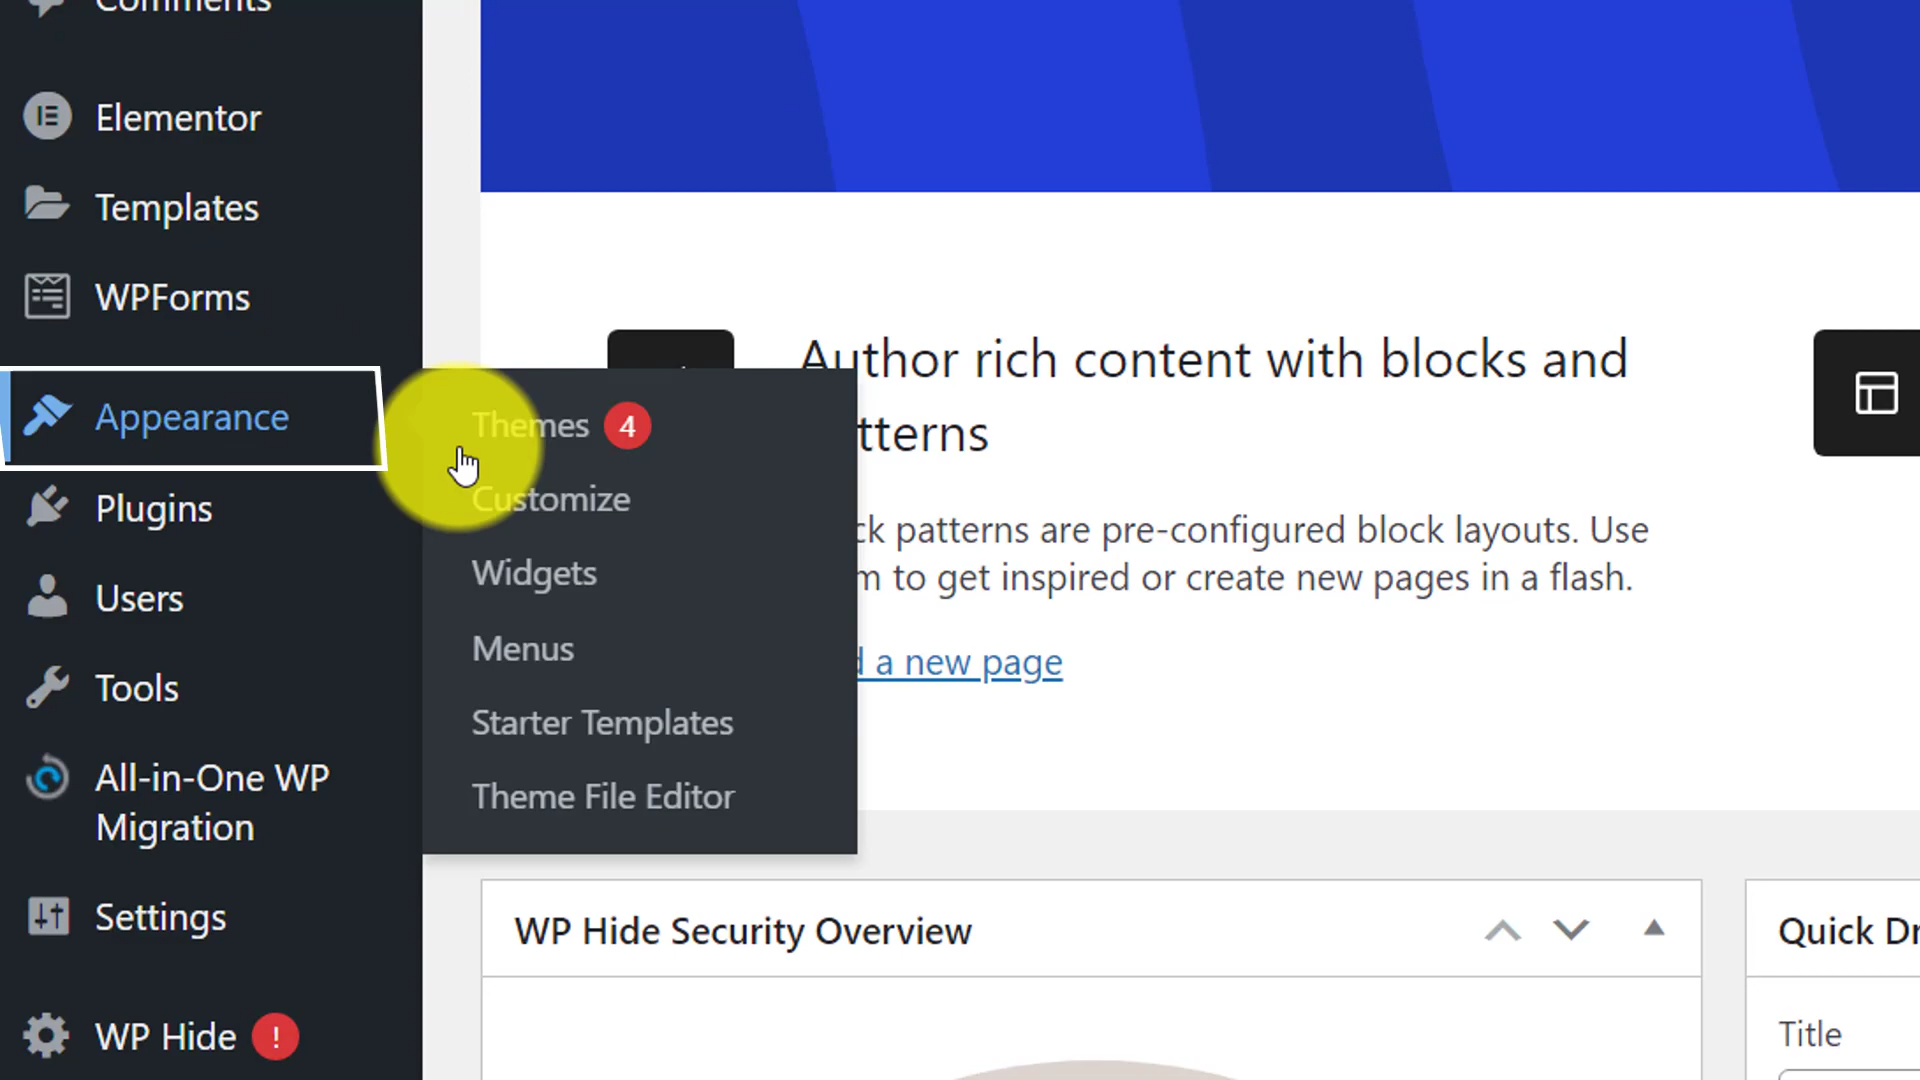 Comments
Elementor
Templates
WPForms
Appearance
Plugins
Users
Tools
All-in-One WP
Migration
Settings
WP Hide !
Themes 4
Customize
Widgets
Menus
Starter Templates
Theme File Editor
Author rich content with blocks and
tterns
ck patterns are pre-configured block layouts. Use
m to get inspired or create new pages in a flash.
d a new page
WP Hide Security Overview
Quick Dr
Title